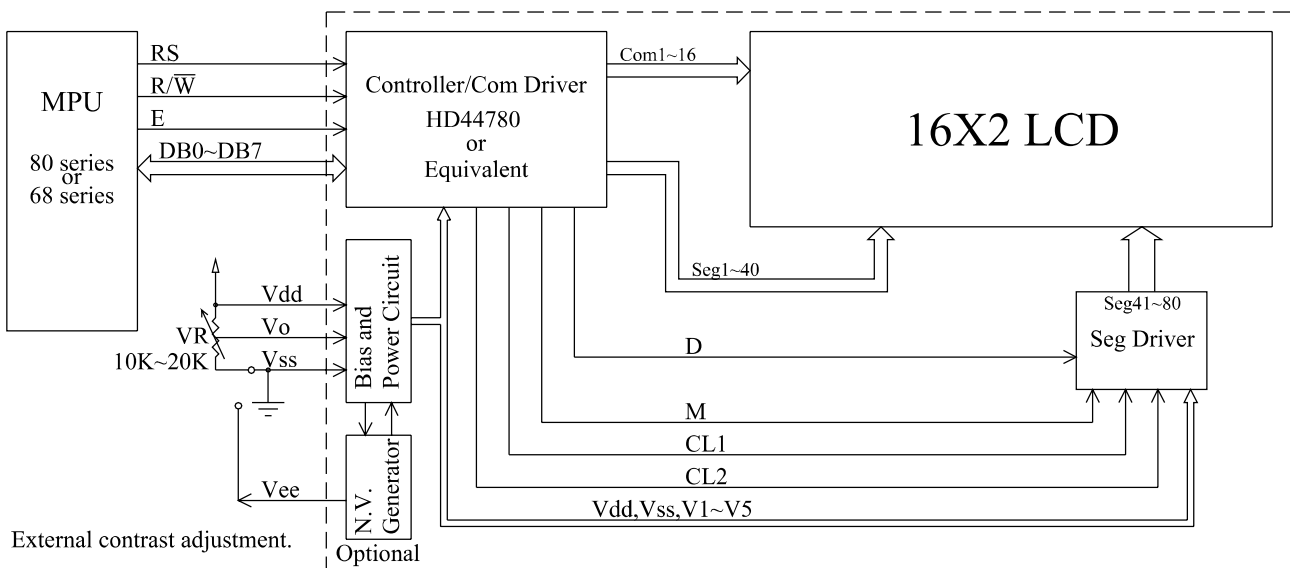 MPU
80 series
or
68 series
RS
R/W̅
E
DB0~DB7
Controller/Com Driver
HD44780
or
Equivalent
Com1~16
16X2 LCD
Seg1~40
Seg41~80
Seg Driver
Vdd
Vo
VR
10K~20K
Vss
Bias and
Power Circuit
D
M
CL1
CL2
Vdd,Vss,V1~V5
Vee
N.V.
Generator
Optional
External contrast adjustment.